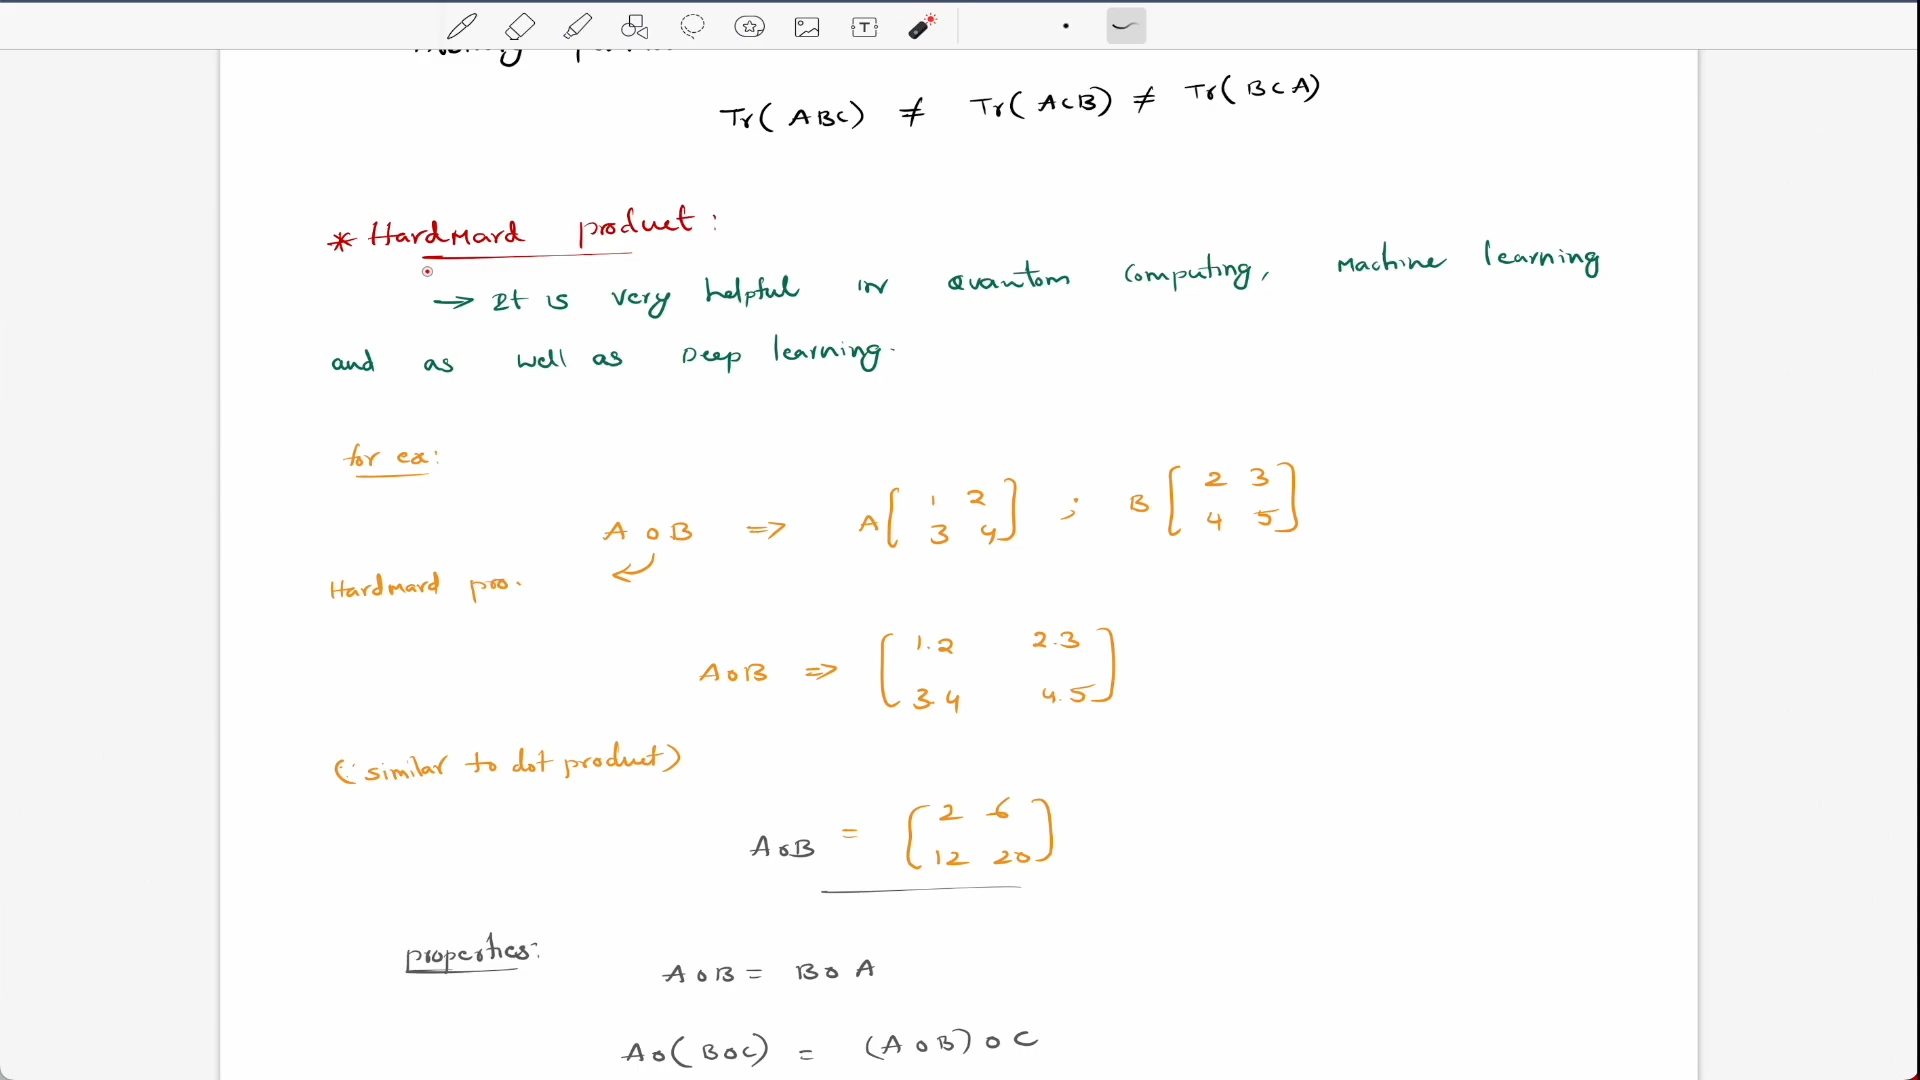 Tr( ABC) ≠ Tr( ACB) ≠ Tr( BCA)
* Hardmard product:
→ It is very helpful in Quantom Computing, Machine learning
and as well as Deep learning.
for ex:
A o B => A[ 1 2 ; B [ 2 3
3 4 ] 4 5 ]
Hardmard pro.
AoB => [ 1.2 2.3
3.4 4.5 ]
(∵ similar to dot product)
AoB = [ 2 6
12 20 ]
properties:
A o B = B o A
A o ( B o C) = (A o B) o C